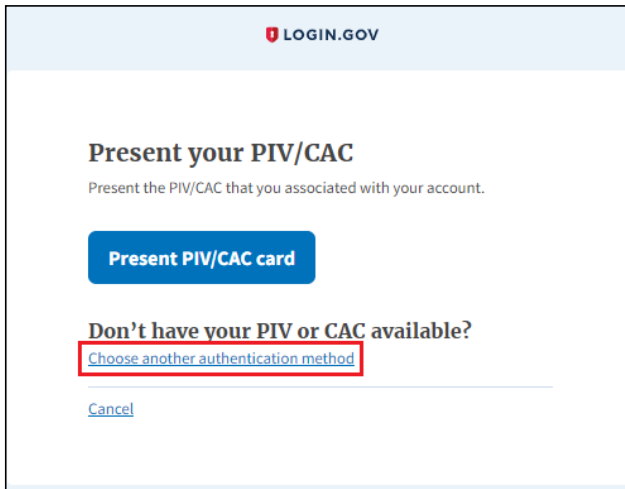 LOGIN.GOV
Present your PIV/CAC
Present the PIV/CAC that you associated with your account.
Present PIV/CAC card
Don’t have your PIV or CAC available?
Choose another authentication method
Cancel